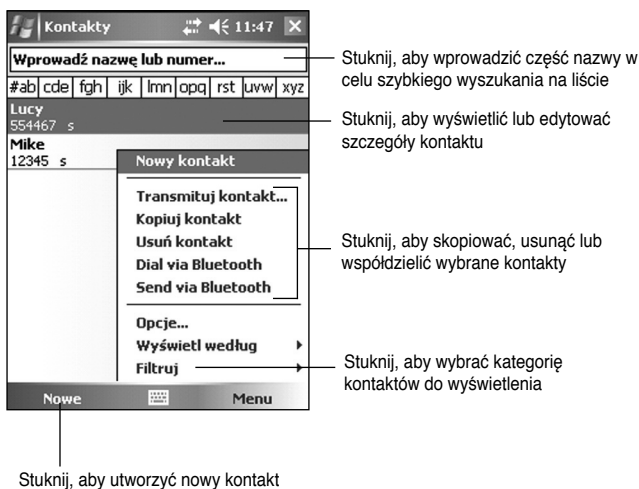 Kontakty 11:47
Wprowadź nazwę lub numer...
#ab cde fgh ijk lmn opq rst uvw xyz
Lucy
554467 s
Mike
12345 s
Nowy kontakt
Transmituj kontakt...
Kopiuj kontakt
Usuń kontakt
Dial via Bluetooth
Send via Bluetooth
Opcje...
Wyświetl według
Filtruj
Nowe Menu
Stuknij, aby wprowadzić część nazwy w
celu szybkiego wyszukania na liście
Stuknij, aby wyświetlić lub edytować
szczegóły kontaktu
Stuknij, aby skopiować, usunąć lub
współdzielić wybrane kontakty
Stuknij, aby wybrać kategorię
kontaktów do wyświetlenia
Stuknij, aby utworzyć nowy kontakt